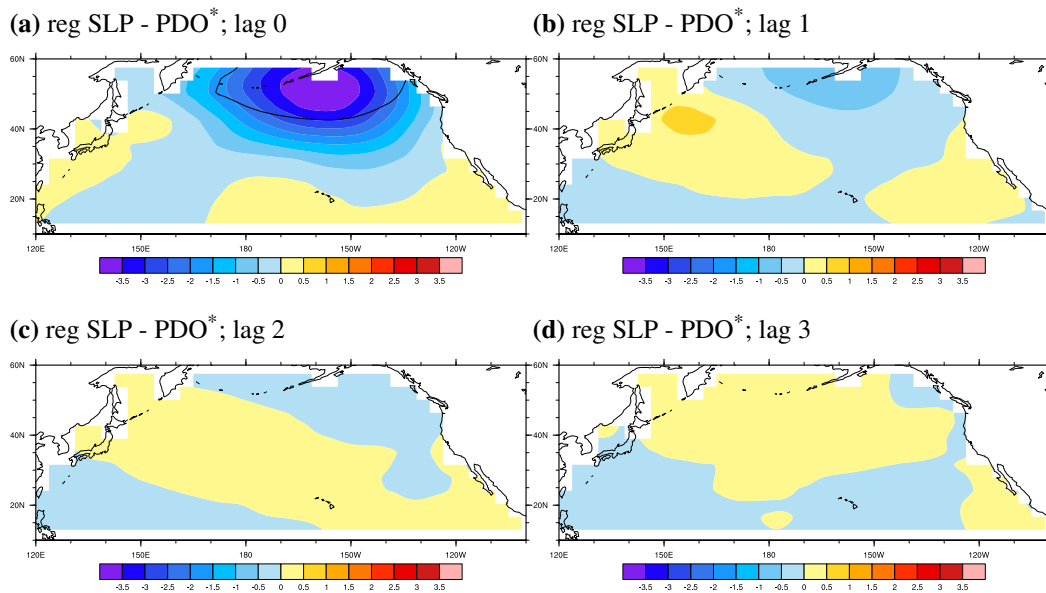 (a) reg SLP - PDO*; lag 0
(b) reg SLP - PDO*; lag 1
60N
40N
20N
120E 150E 180 150W 120W
-3.5 -3 -2.5 -2 -1.5 -1 -0.5 0 0.5 1 1.5 2 2.5 3 3.5
60N
40N
20N
120E 150E 180 150W 120W
-3.5 -3 -2.5 -2 -1.5 -1 -0.5 0 0.5 1 1.5 2 2.5 3 3.5
(c) reg SLP - PDO*; lag 2
(d) reg SLP - PDO*; lag 3
60N
40N
20N
120E 150E 180 150W 120W
-3.5 -3 -2.5 -2 -1.5 -1 -0.5 0 0.5 1 1.5 2 2.5 3 3.5
60N
40N
20N
120E 150E 180 150W 120W
-3.5 -3 -2.5 -2 -1.5 -1 -0.5 0 0.5 1 1.5 2 2.5 3 3.5